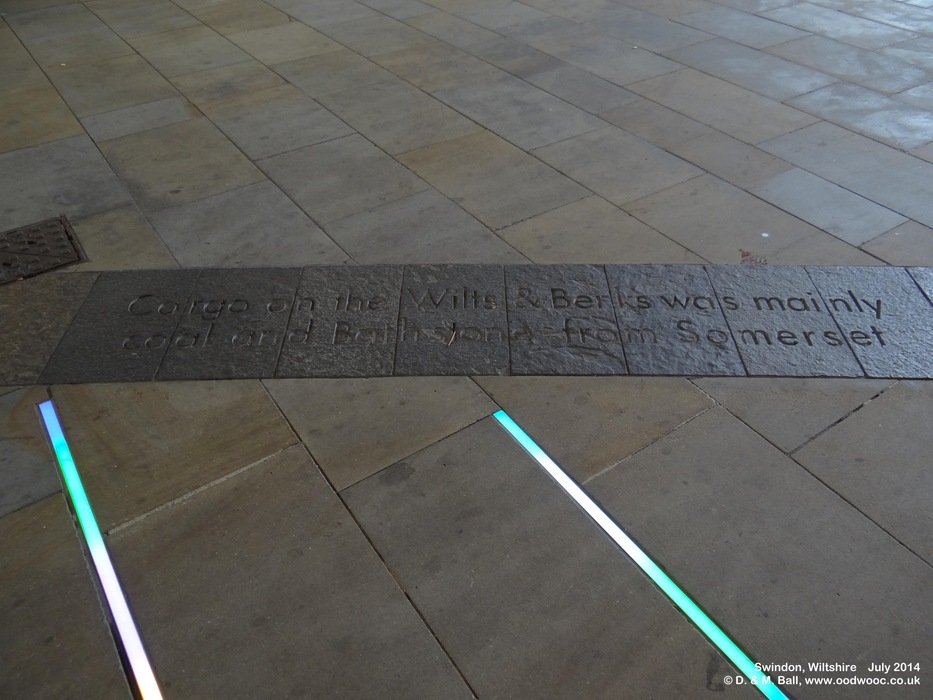 Cargo on the Wilts & Berks was mainly
coal and Bath stone from Somerset
Swindon, Wiltshire July 2014
© D. & M. Ball, www.oodwooc.co.uk